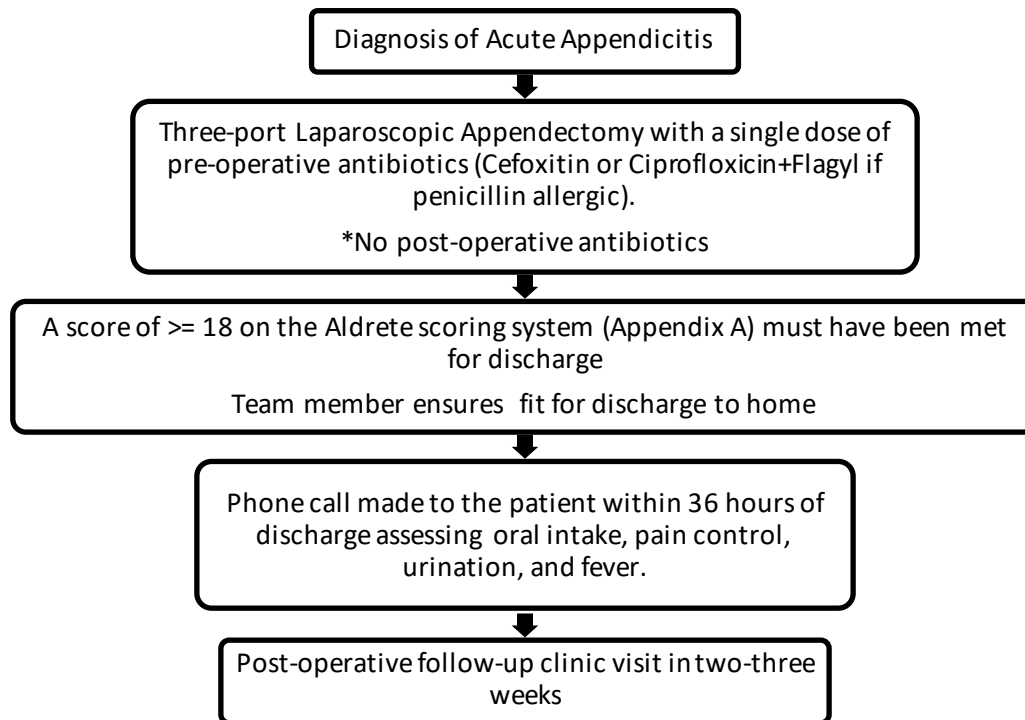 Diagnosis of Acute Appendicitis
Three-port Laparoscopic Appendectomy with a single dose of
pre-operative antibiotics (Cefoxitin or Ciprofloxicin+Flagyl if
penicillin allergic).
*No post-operative antibiotics
A score of >= 18 on the Aldrete scoring system (Appendix A) must have been met
for discharge
Team member ensures fit for discharge to home
Phone call made to the patient within 36 hours of
discharge assessing oral intake, pain control,
urination, and fever.
Post-operative follow-up clinic visit in two-three
weeks